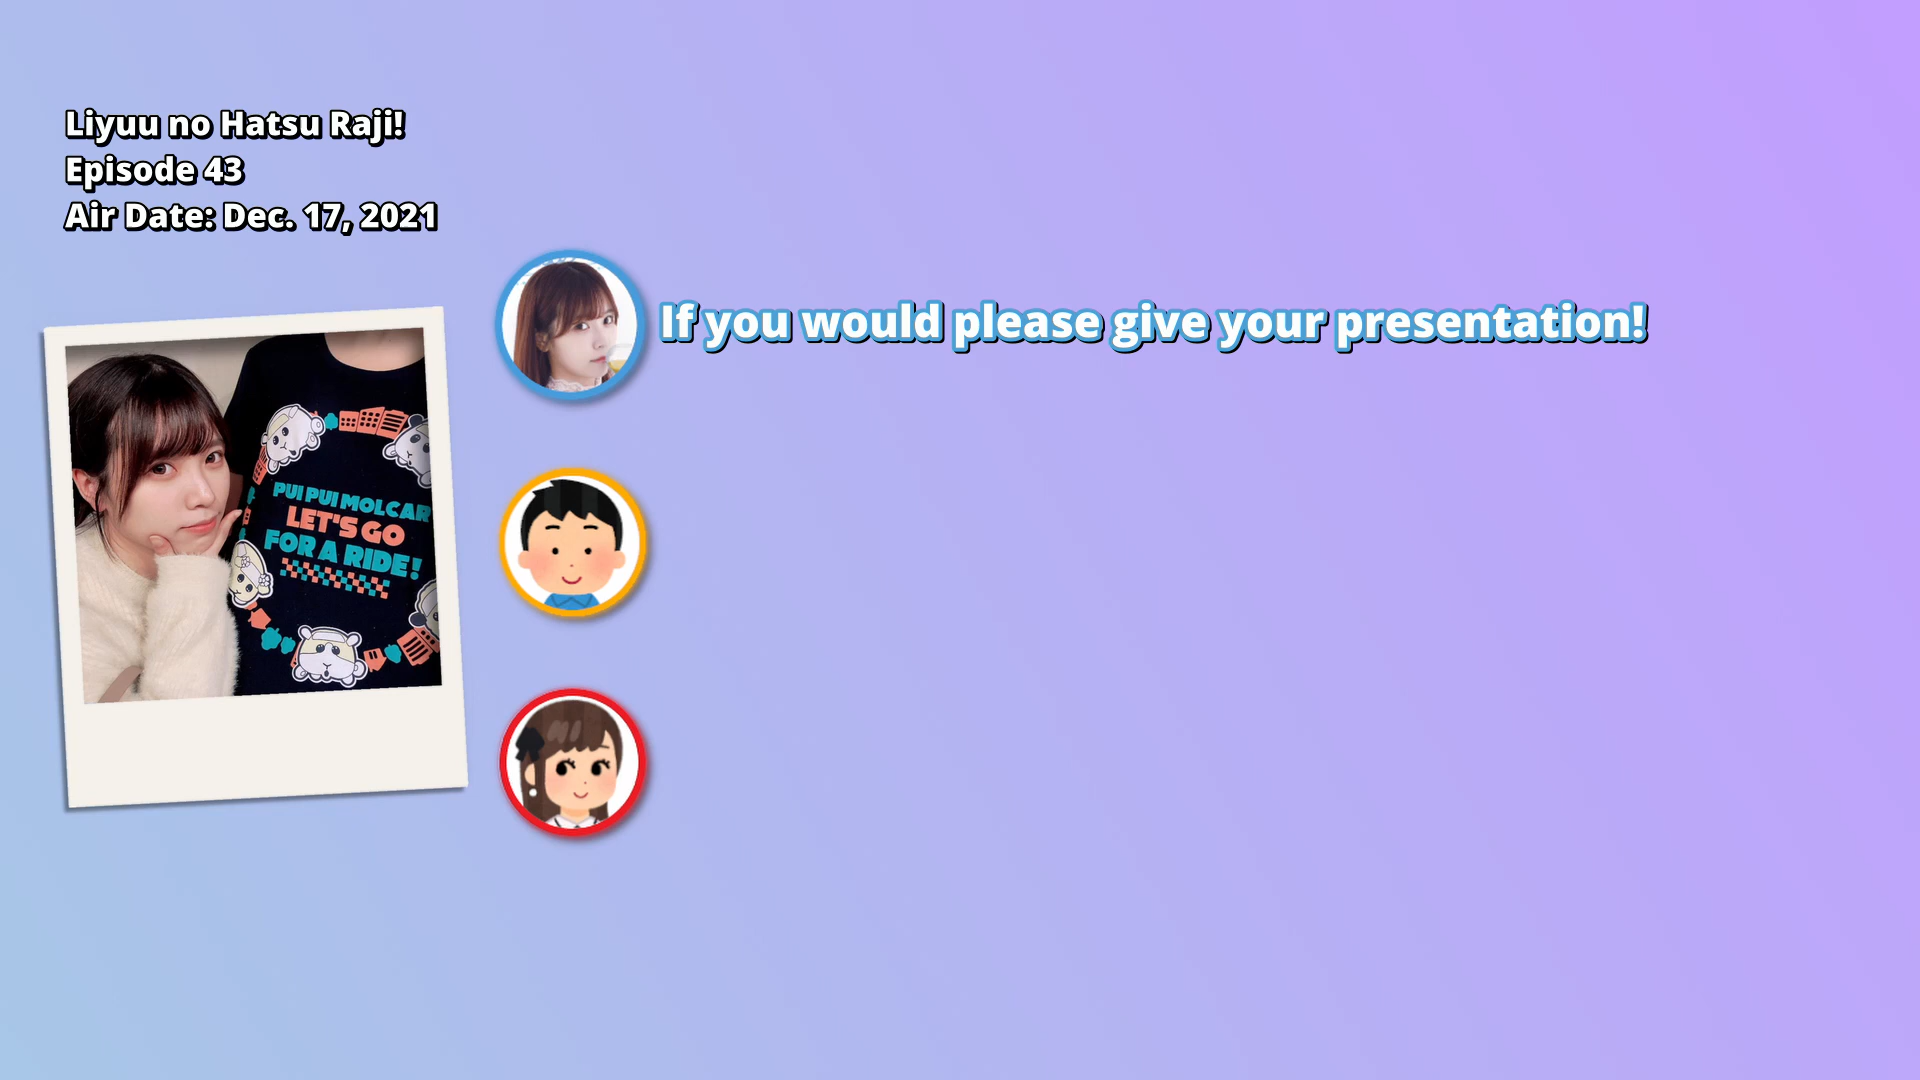 Liyuu no Hatsu Raji!
Episode 43
Air Date: Dec. 17, 2021
If you would please give your presentation!
PUI PUI MOLCAR
LET'S GO
FOR A RIDE!